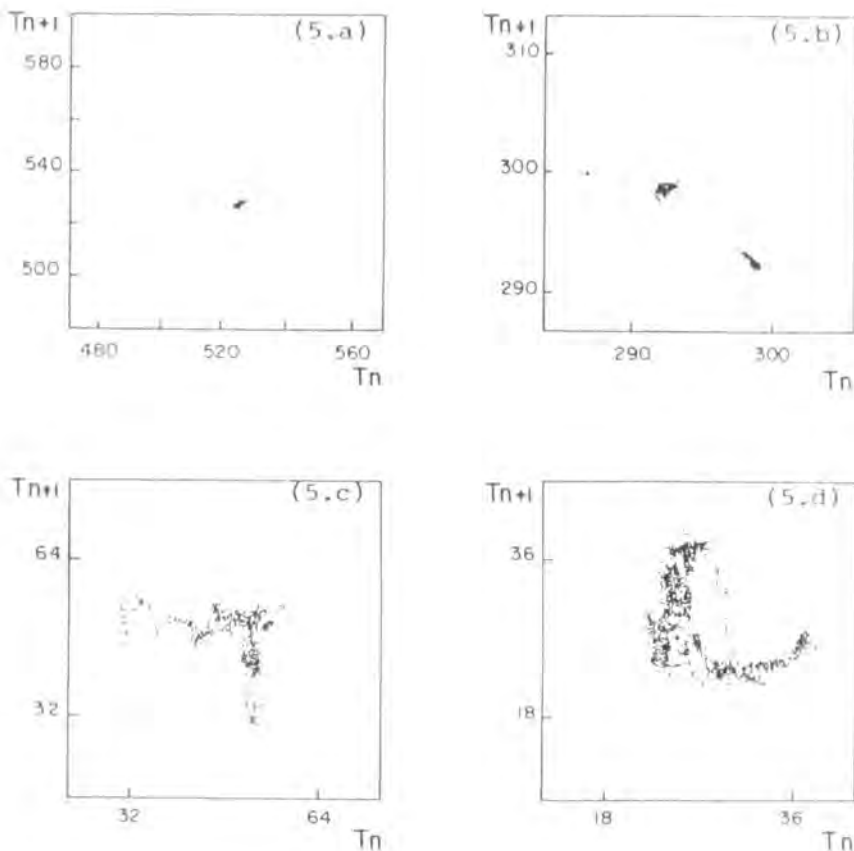 Tn+1 (5.a)
580
540
500
480 520 560
Tn
Tn+1 (5.b)
310
300
290
290 300
Tn
Tn+1 (5.c)
64
32
32 64
Tn
Tn+1 (5.d)
36
18
18 36
Tn